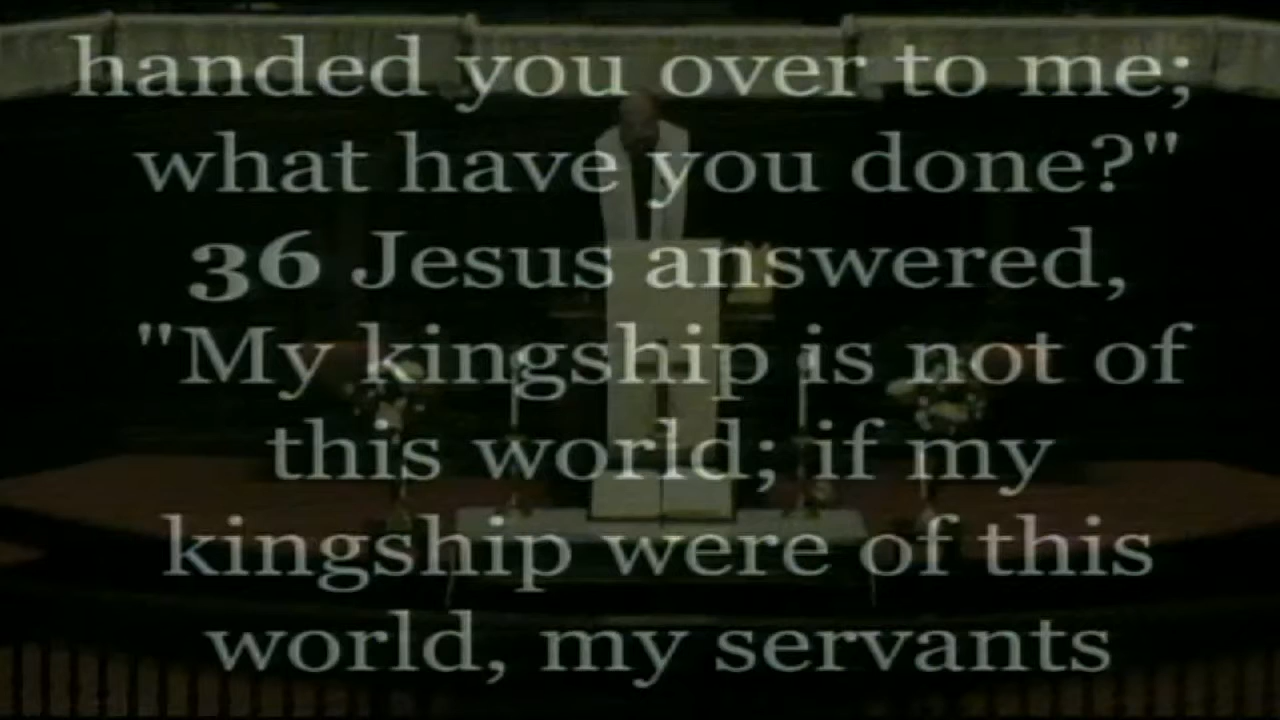 handed you over to me;
what have you done?"
36 Jesus answered,
"My kingship is not of
this world; if my
kingship were of this
world, my servants